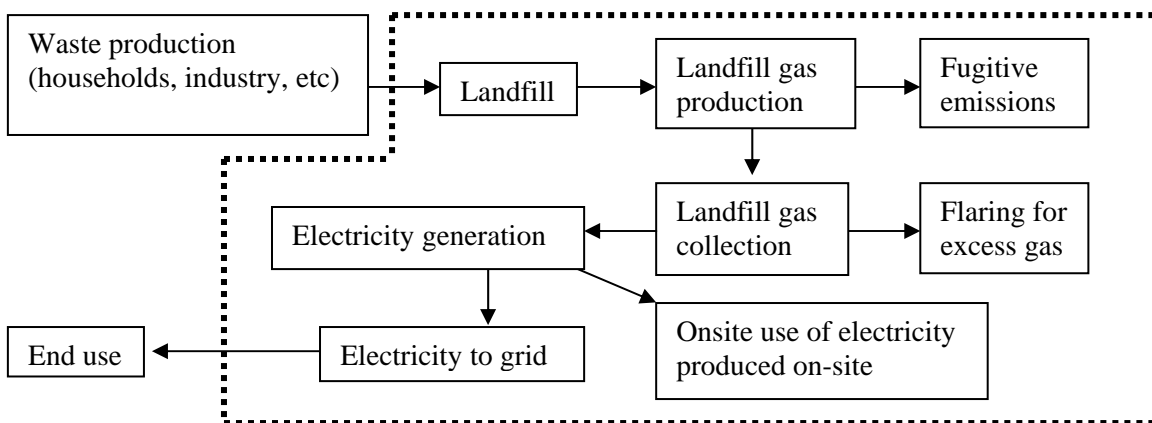 Waste production
(households, industry, etc)
Landfill
Landfill gas
production
Fugitive
emissions
Electricity generation
Landfill gas
collection
Flaring for
excess gas
End use
Electricity to grid
Onsite use of electricity
produced on-site